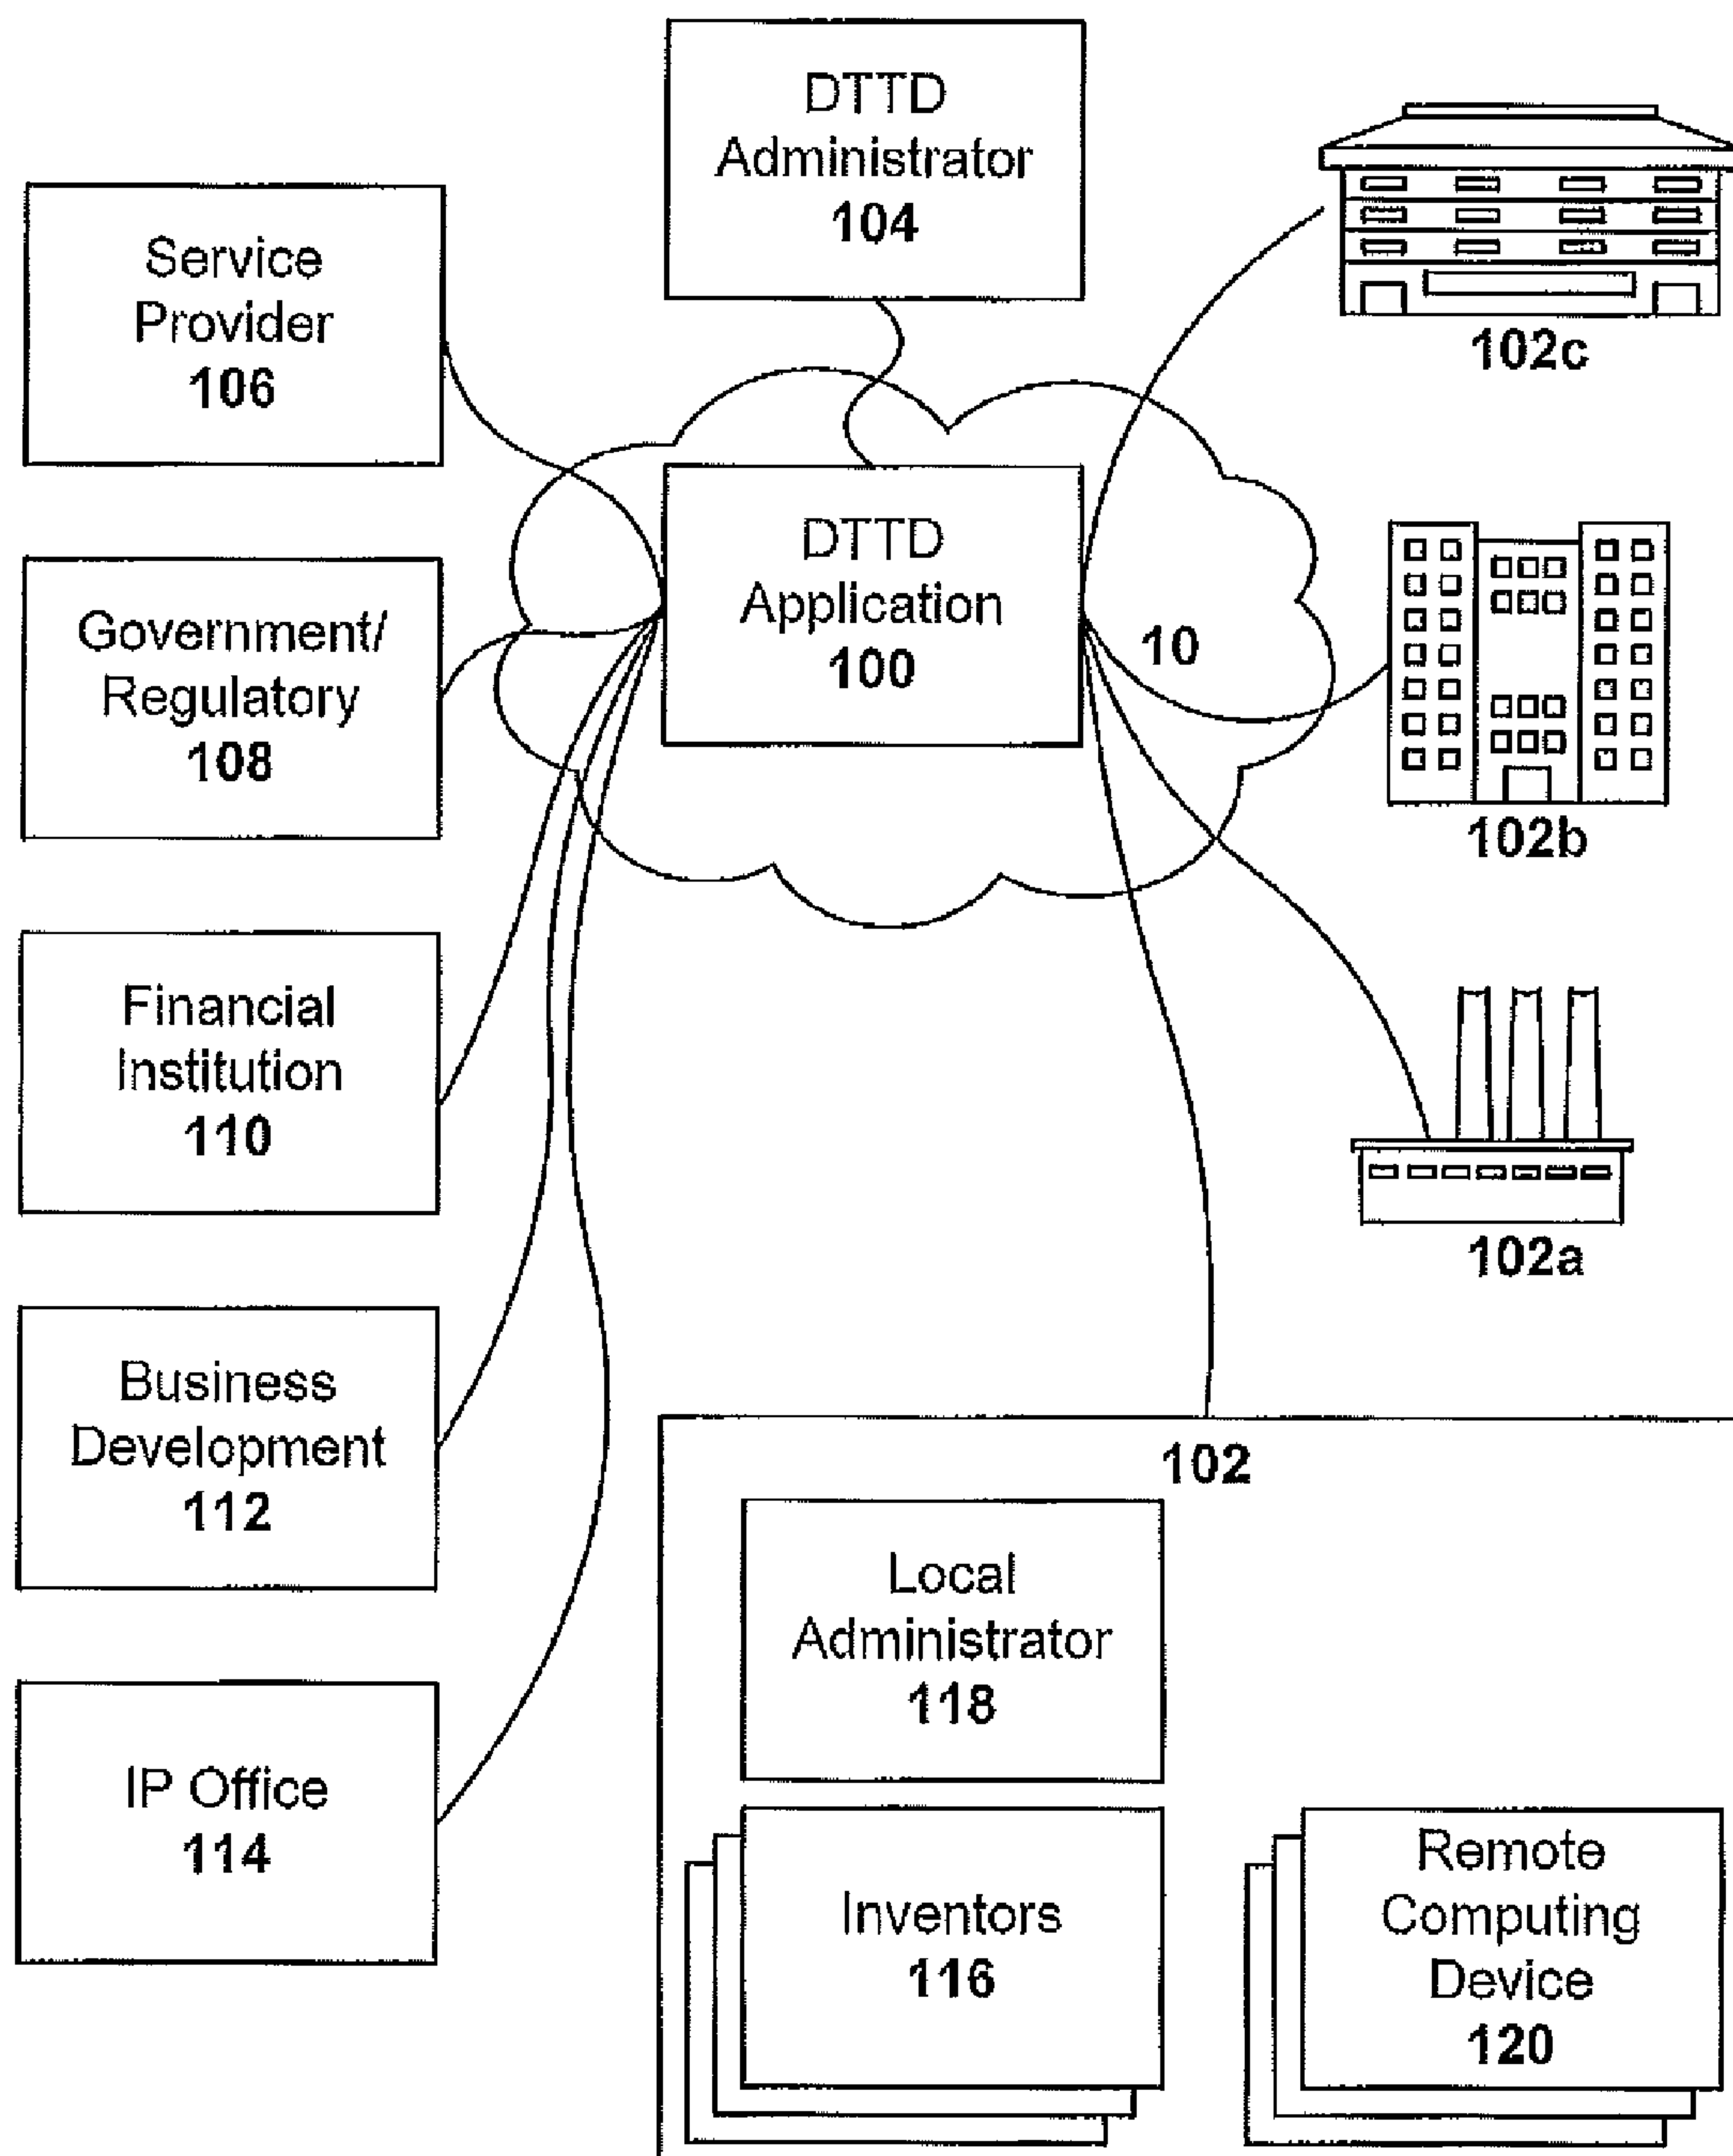 DTTD
Administrator
104
Service
Provider
106
102c
DTTD
Application
100
10
Government/
Regulatory
108
102b
Financial
Institution
110
102a
Business
Development
112
102
Local
Administrator
118
IP Office
114
Inventors
116
Remote
Computing
Device
120